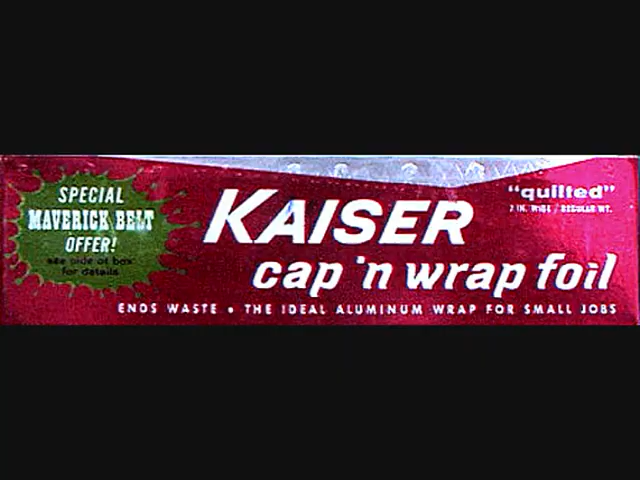 SPECIAL
MAVERICK BELT
OFFER!
see side of box
for details
KAISER
cap 'n wrap foil
"quilted"
7 IN. WIDE / REGULAR WT.
ENDS WASTE • THE IDEAL ALUMINUM WRAP FOR SMALL JOBS